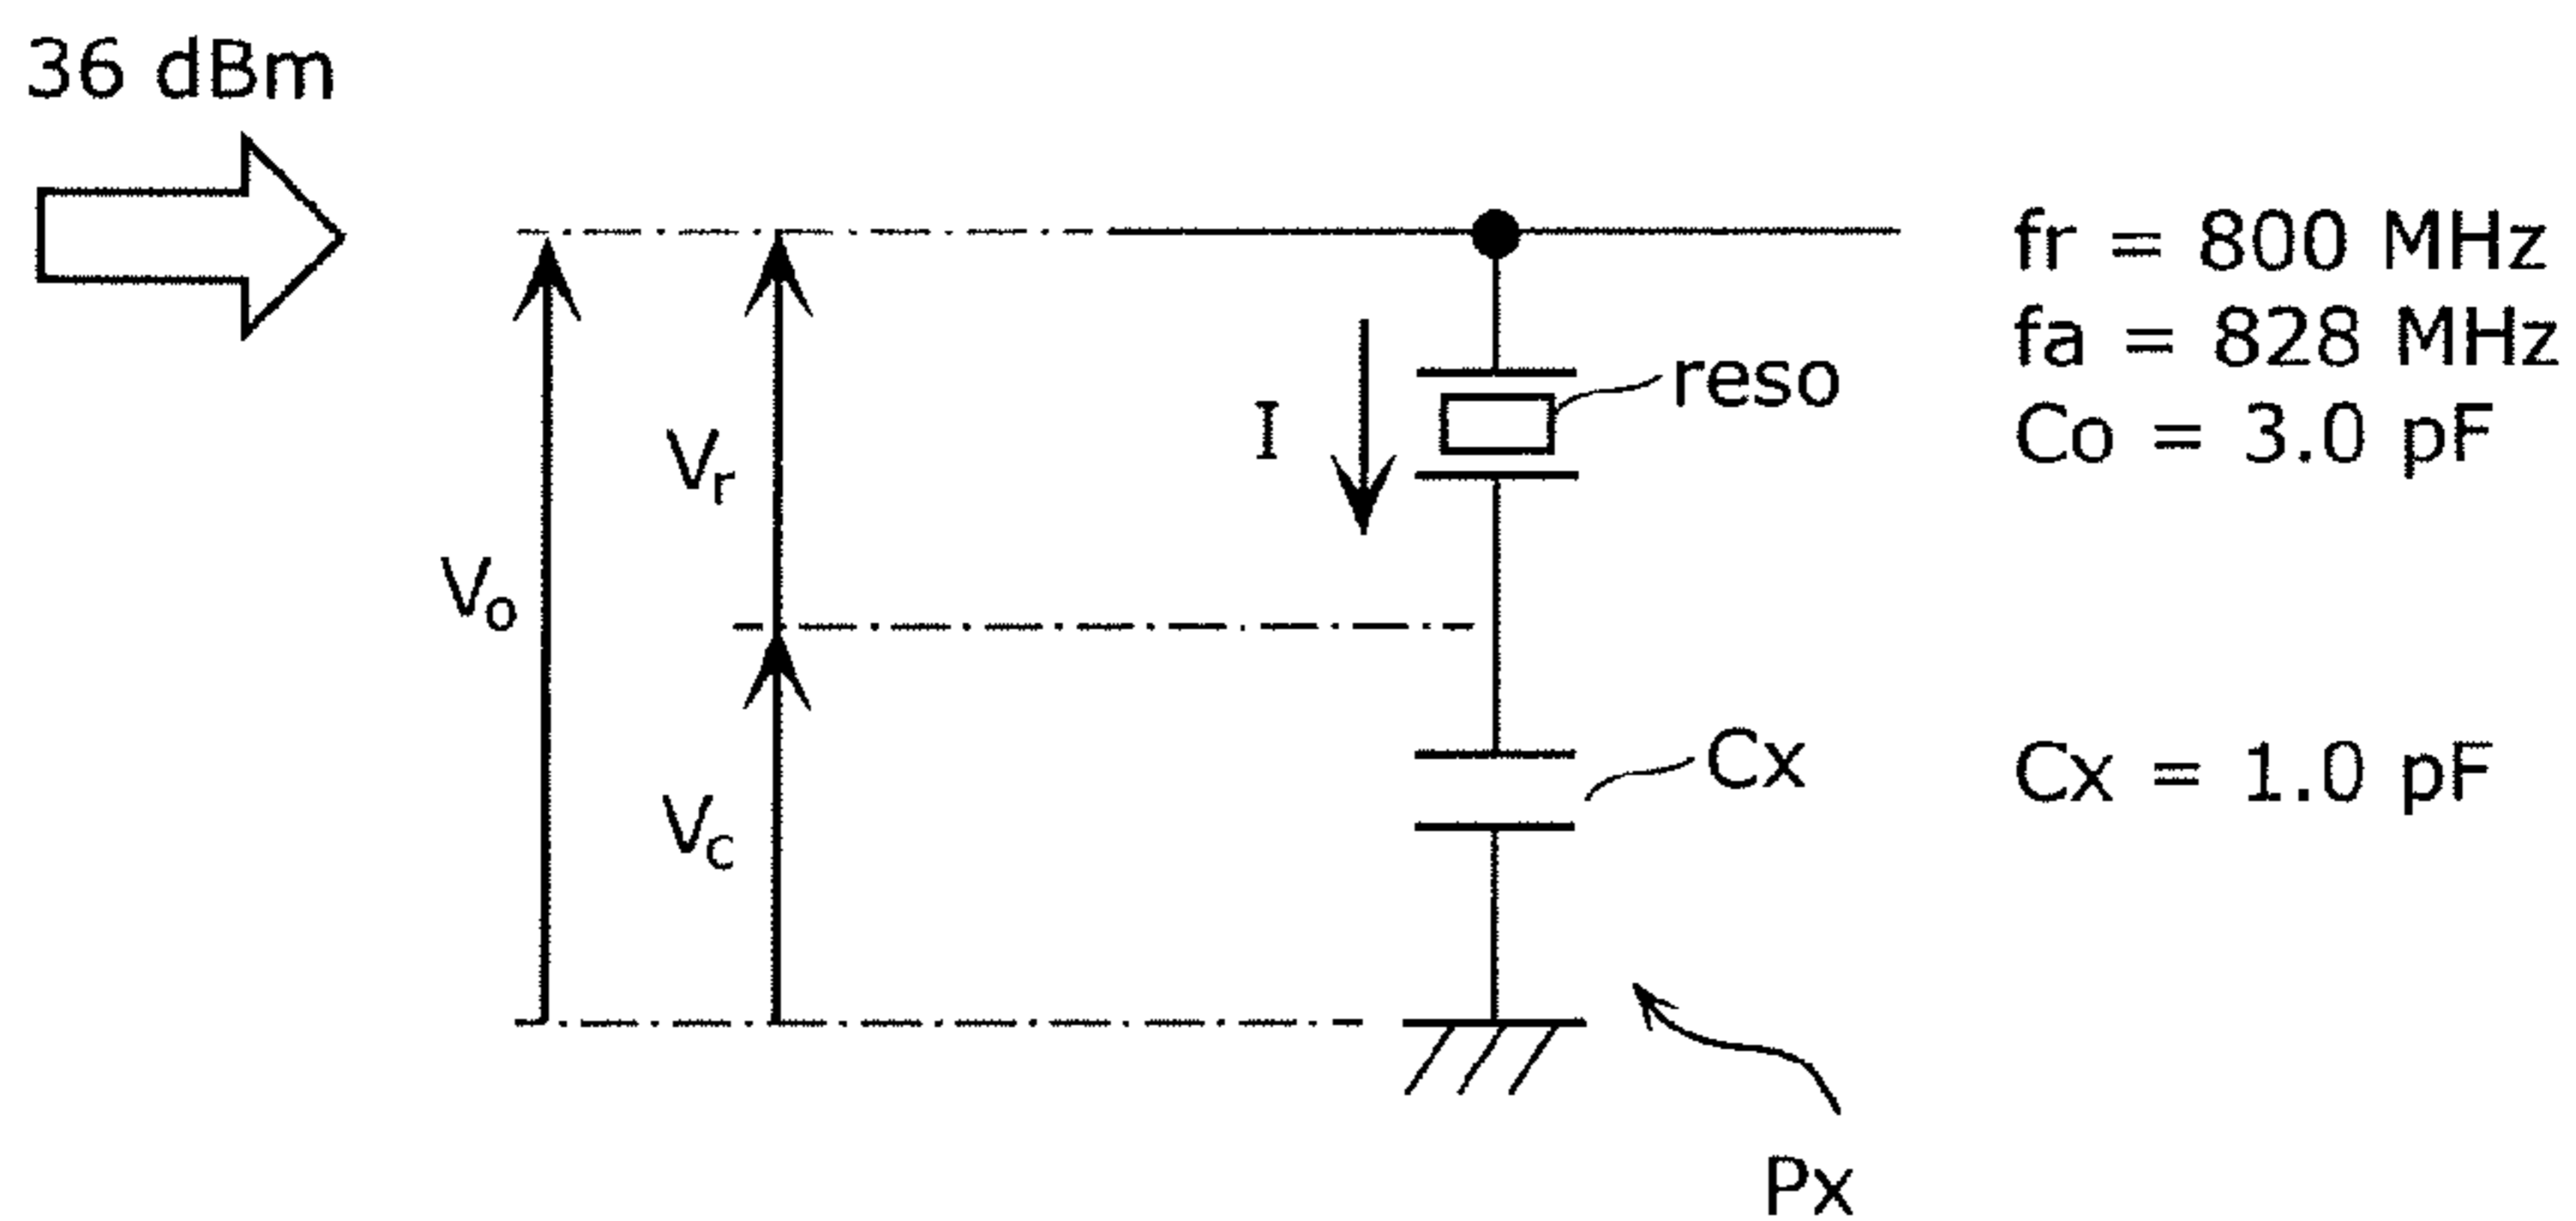 36 dBm
fr = 800 MHz
fa = 828 MHz
Co = 3.0 pF
reso
I
Vr
Vo
Cx
Cx = 1.0 pF
Vc
Px